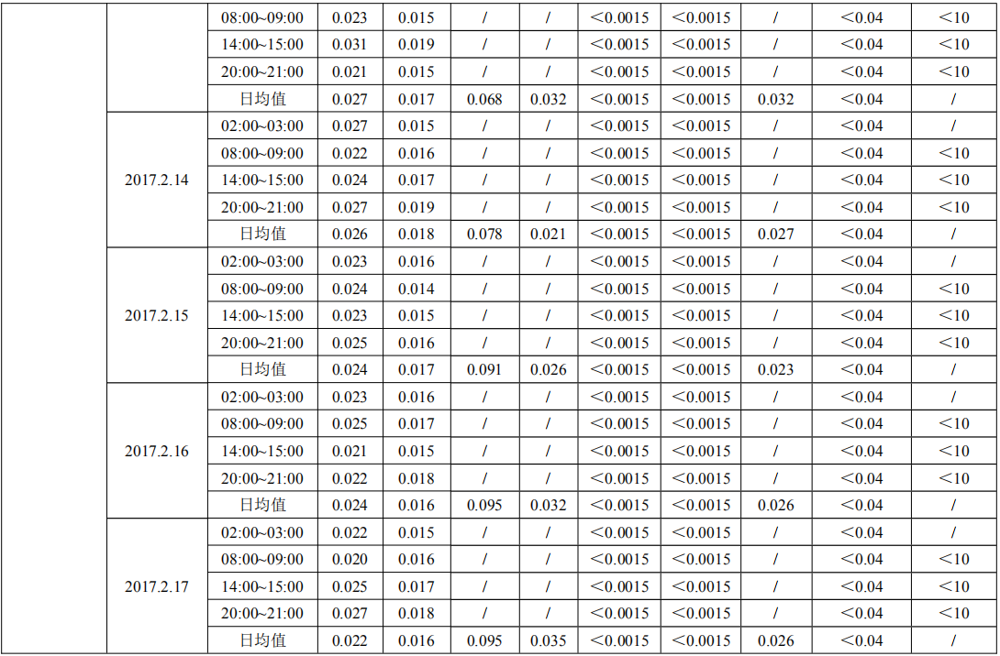 08:00~09:00 0.023 0.015 / / ＜0.0015 ＜0.0015 / ＜0.04 ＜10
14:00~15:00 0.031 0.019 / / ＜0.0015 ＜0.0015 / ＜0.04 ＜10
20:00~21:00 0.021 0.015 / / ＜0.0015 ＜0.0015 / ＜0.04 ＜10
日均值 0.027 0.017 0.068 0.032 ＜0.0015 ＜0.0015 0.032 ＜0.04 /
02:00~03:00 0.027 0.015 / / ＜0.0015 ＜0.0015 / ＜0.04 /
08:00~09:00 0.022 0.016 / / ＜0.0015 ＜0.0015 / ＜0.04 ＜10
2017.2.14 14:00~15:00 0.024 0.017 / / ＜0.0015 ＜0.0015 / ＜0.04 ＜10
20:00~21:00 0.027 0.019 / / ＜0.0015 ＜0.0015 / ＜0.04 ＜10
日均值 0.026 0.018 0.078 0.021 ＜0.0015 ＜0.0015 0.027 ＜0.04 /
02:00~03:00 0.023 0.016 / / ＜0.0015 ＜0.0015 / ＜0.04 /
08:00~09:00 0.024 0.014 / / ＜0.0015 ＜0.0015 / ＜0.04 ＜10
2017.2.15 14:00~15:00 0.023 0.015 / / ＜0.0015 ＜0.0015 / ＜0.04 ＜10
20:00~21:00 0.025 0.016 / / ＜0.0015 ＜0.0015 / ＜0.04 ＜10
日均值 0.024 0.017 0.091 0.026 ＜0.0015 ＜0.0015 0.023 ＜0.04 /
02:00~03:00 0.023 0.016 / / ＜0.0015 ＜0.0015 / ＜0.04 /
08:00~09:00 0.025 0.017 / / ＜0.0015 ＜0.0015 / ＜0.04 ＜10
2017.2.16 14:00~15:00 0.021 0.015 / / ＜0.0015 ＜0.0015 / ＜0.04 ＜10
20:00~21:00 0.022 0.018 / / ＜0.0015 ＜0.0015 / ＜0.04 ＜10
日均值 0.024 0.016 0.095 0.032 ＜0.0015 ＜0.0015 0.026 ＜0.04 /
02:00~03:00 0.022 0.015 / / ＜0.0015 ＜0.0015 / ＜0.04 /
08:00~09:00 0.020 0.016 / / ＜0.0015 ＜0.0015 / ＜0.04 ＜10
2017.2.17 14:00~15:00 0.025 0.017 / / ＜0.0015 ＜0.0015 / ＜0.04 ＜10
20:00~21:00 0.027 0.018 / / ＜0.0015 ＜0.0015 / ＜0.04 ＜10
日均值 0.022 0.016 0.095 0.035 ＜0.0015 ＜0.0015 0.026 ＜0.04 /